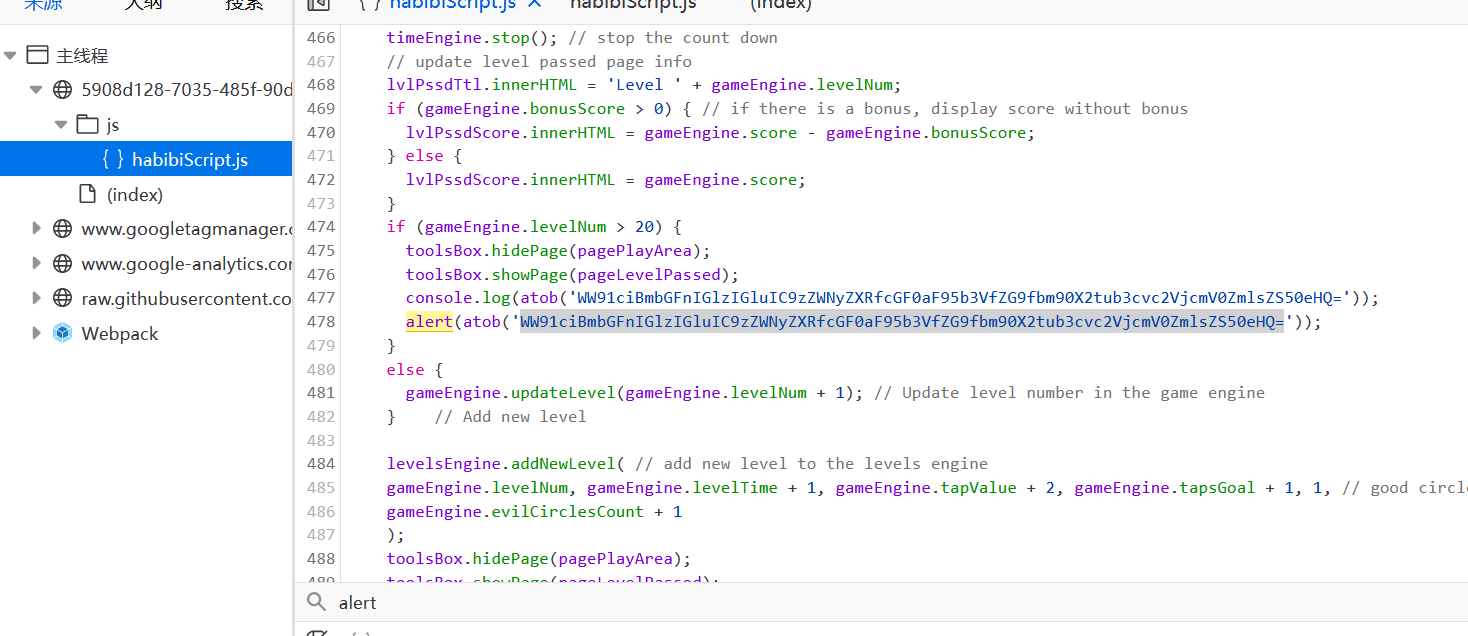 来源 大纲 搜索
{ } habibiScript.js × habibiScript.js (index)
主线程
5908d128-7035-485f-90d
js
{ } habibiScript.js
(index)
www.googletagmanager.c
www.google-analytics.con
raw.githubusercontent.co
Webpack
466 timeEngine.stop(); // stop the count down
467 // update level passed page info
468 lvlPssdTtl.innerHTML = 'Level ' + gameEngine.levelNum;
469 if (gameEngine.bonusScore > 0) { // if there is a bonus, display score without bonus
470 lvlPssdScore.innerHTML = gameEngine.score - gameEngine.bonusScore;
471 } else {
472 lvlPssdScore.innerHTML = gameEngine.score;
473 }
474 if (gameEngine.levelNum > 20) {
475 toolsBox.hidePage(pagePlayArea);
476 toolsBox.showPage(pageLevelPassed);
477 console.log(atob('WW91ciBmbGFnIGlzIGluIC9zZWNyZXRfcGF0aF95b3VfZG9fbm90X2tub3cvc2VjcmV0ZmlsZS50eHQ='));
478 alert(atob('WW91ciBmbGFnIGlzIGluIC9zZWNyZXRfcGF0aF95b3VfZG9fbm90X2tub3cvc2VjcmV0ZmlsZS50eHQ='));
479 }
480 else {
481 gameEngine.updateLevel(gameEngine.levelNum + 1); // Update level number in the game engine
482 } // Add new level
483
484 levelsEngine.addNewLevel( // add new level to the levels engine
485 gameEngine.levelNum, gameEngine.levelTime + 1, gameEngine.tapValue + 2, gameEngine.tapsGoal + 1, 1, // good circl
486 gameEngine.evilCirclesCount + 1
487 );
488 toolsBox.hidePage(pagePlayArea);
489 toolsBox.showPage(pageLevelPassed);
alert
{ }